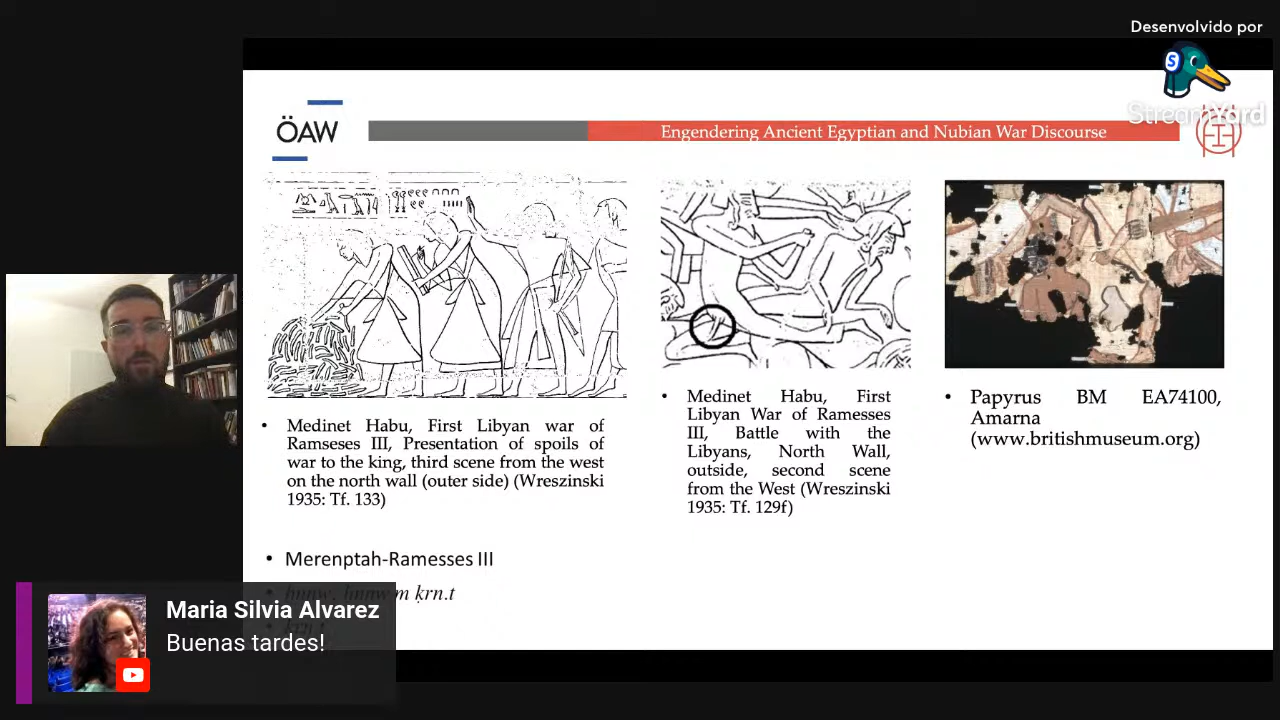 Desenvolvido por
S
StreamYard
ÖAW
Engendering Ancient Egyptian and Nubian War Discourse
• Medinet Habu, First Libyan war of
Ramseses III, Presentation of spoils of
war to the king, third scene from the west
on the north wall (outer side) (Wreszinski
1935: Tf. 133)
• Medinet Habu, First
Libyan War of Ramesses
III, Battle with the
Libyans, North Wall,
outside, second scene
from the West (Wreszinski
1935: Tf. 129f)
• Papyrus BM EA74100,
Amarna
(www.britishmuseum.org)
• Merenptah-Ramesses III
m ḳrn.t
Maria Silvia Alvarez
Buenas tardes!